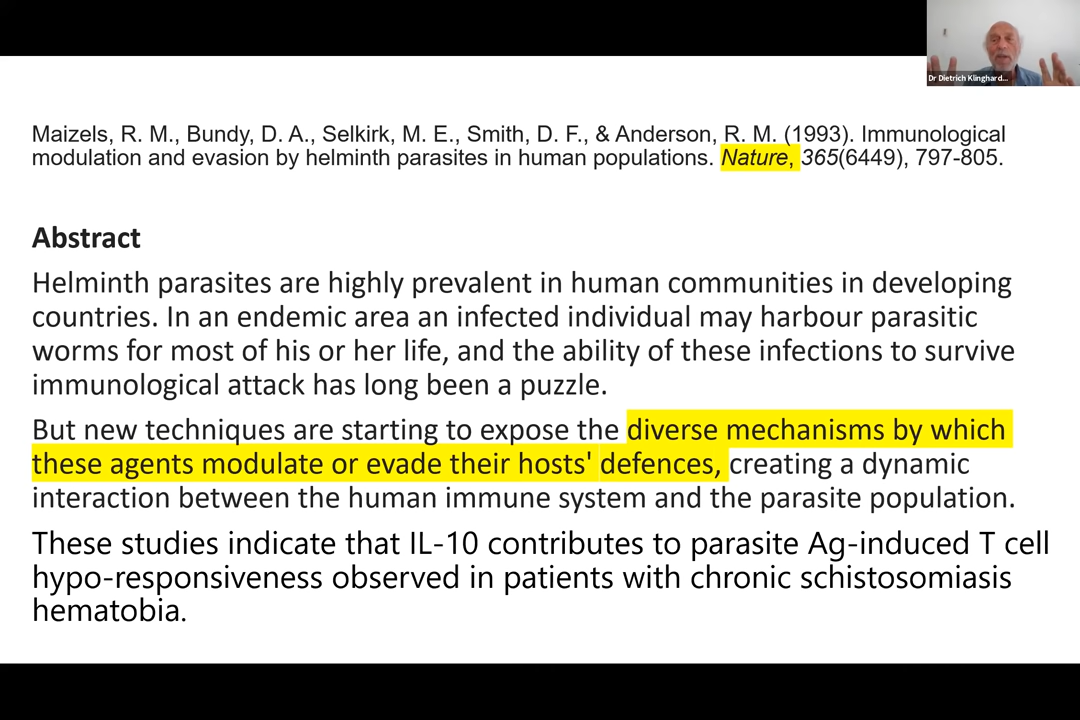 Dr Dietrich Klinghard...
Maizels, R. M., Bundy, D. A., Selkirk, M. E., Smith, D. F., & Anderson, R. M. (1993). Immunological
modulation and evasion by helminth parasites in human populations. Nature, 365(6449), 797-805.
Abstract
Helminth parasites are highly prevalent in human communities in developing
countries. In an endemic area an infected individual may harbour parasitic
worms for most of his or her life, and the ability of these infections to survive
immunological attack has long been a puzzle.
But new techniques are starting to expose the diverse mechanisms by which
these agents modulate or evade their hosts' defences, creating a dynamic
interaction between the human immune system and the parasite population.
These studies indicate that IL-10 contributes to parasite Ag-induced T cell
hypo-responsiveness observed in patients with chronic schistosomiasis
hematobia.